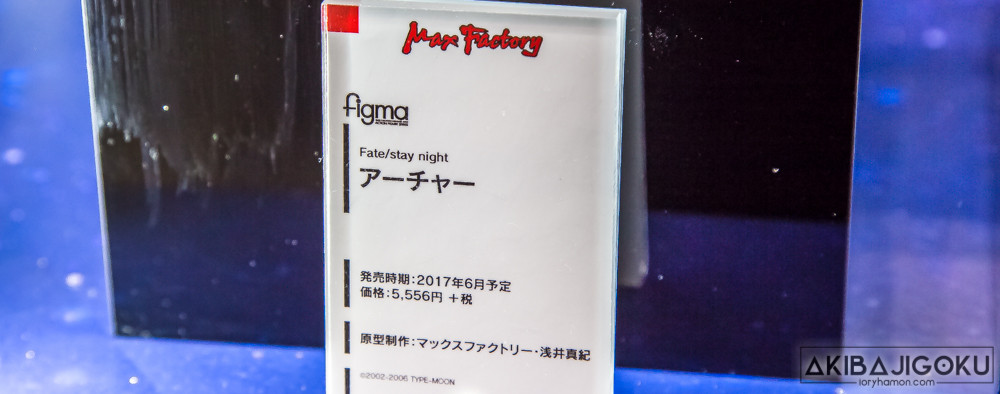 Max Factory
figma
Fate/stay night
アーチャー
発売時期:2017年6月予定
価格:5,556円 +税
原型制作:マックスファクトリー・浅井真紀
©2002-2006 TYPE-MOON
AKIBAJIGOKU
loryhamon.com